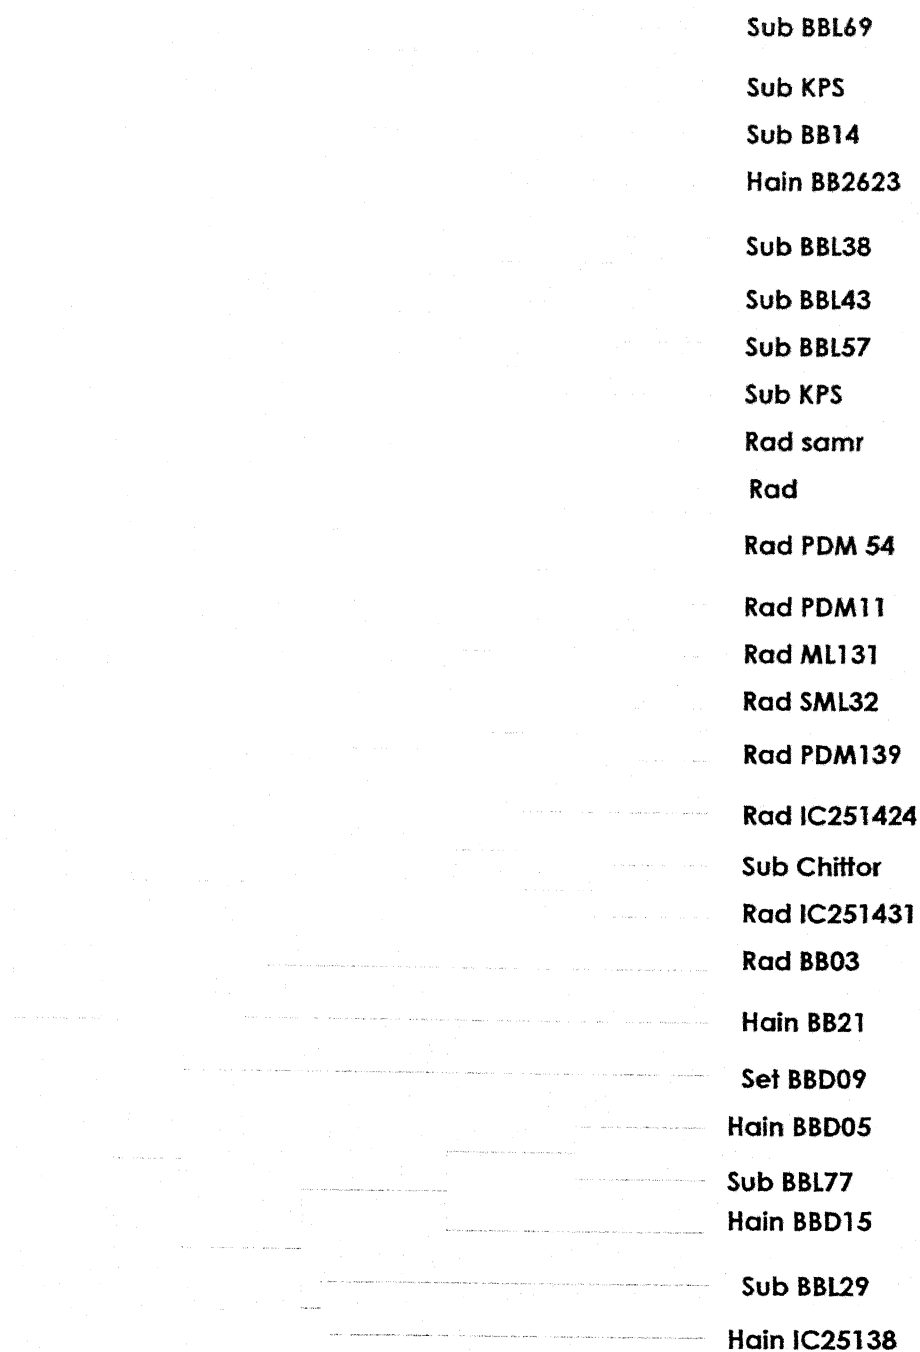 Sub BBL69
Sub KPS
Sub BB14
Hain BB2623
Sub BBL38
Sub BBL43
Sub BBL57
Sub KPS
Rad samr
Rad
Rad PDM 54
Rad PDM11
Rad ML131
Rad SML32
Rad PDM139
Rad IC251424
Sub Chittor
Rad IC251431
Rad BB03
Hain BB21
Set BBD09
Hain BBD05
Sub BBL77
Hain BBD15
Sub BBL29
Hain IC25138